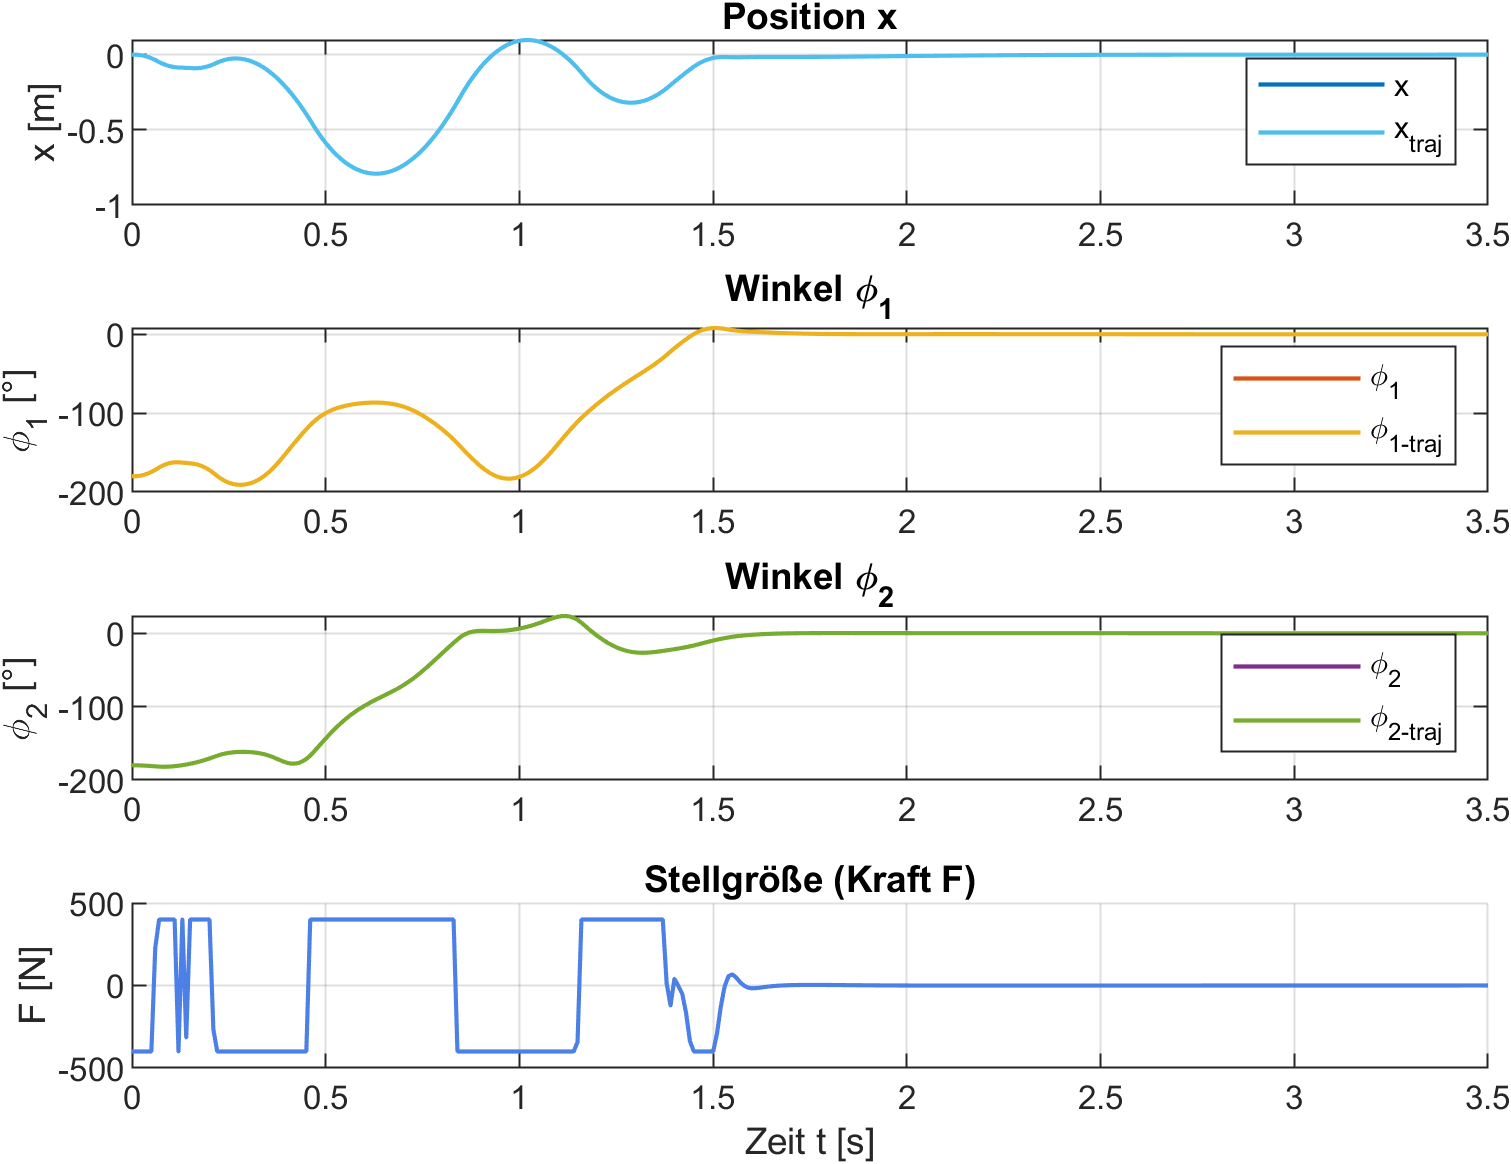 Position x
x [m]
0
-0.5
-1
0 0.5 1 1.5 2 2.5 3 3.5
x
x_traj
Winkel ϕ_1
ϕ_1 [°]
0
-100
-200
0 0.5 1 1.5 2 2.5 3 3.5
ϕ_1
ϕ_1-traj
Winkel ϕ_2
ϕ_2 [°]
0
-100
-200
0 0.5 1 1.5 2 2.5 3 3.5
ϕ_2
ϕ_2-traj
Stellgröße (Kraft F)
F [N]
500
0
-500
0 0.5 1 1.5 2 2.5 3 3.5
Zeit t [s]